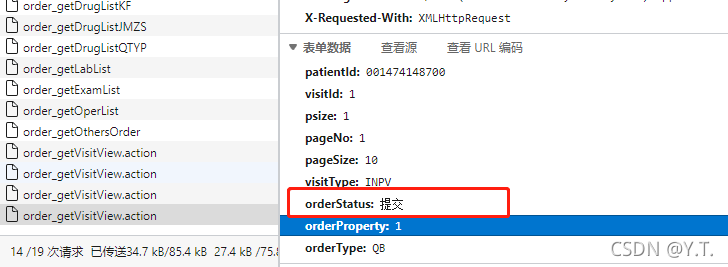 order_getDrugListKF
order_getDrugListJMZS
order_getDrugListQTYP
order_getLabList
order_getExamList
order_getOperList
order_getOthersOrder
order_getVisitView.action
order_getVisitView.action
order_getVisitView.action
order_getVisitView.action
14 /19 次请求 已传送34.7 kB/85.4 kB 27.4 kB /75.8
X-Requested-With: XMLHttpRequest
▼ 表单数据 查看源 查看 URL 编码
patientId: 001474148700
visitId: 1
psize: 1
pageNo: 1
pageSize: 10
visitType: INPV
orderStatus: 提交
orderProperty: 1
orderType: QB
CSDN @Y.T.